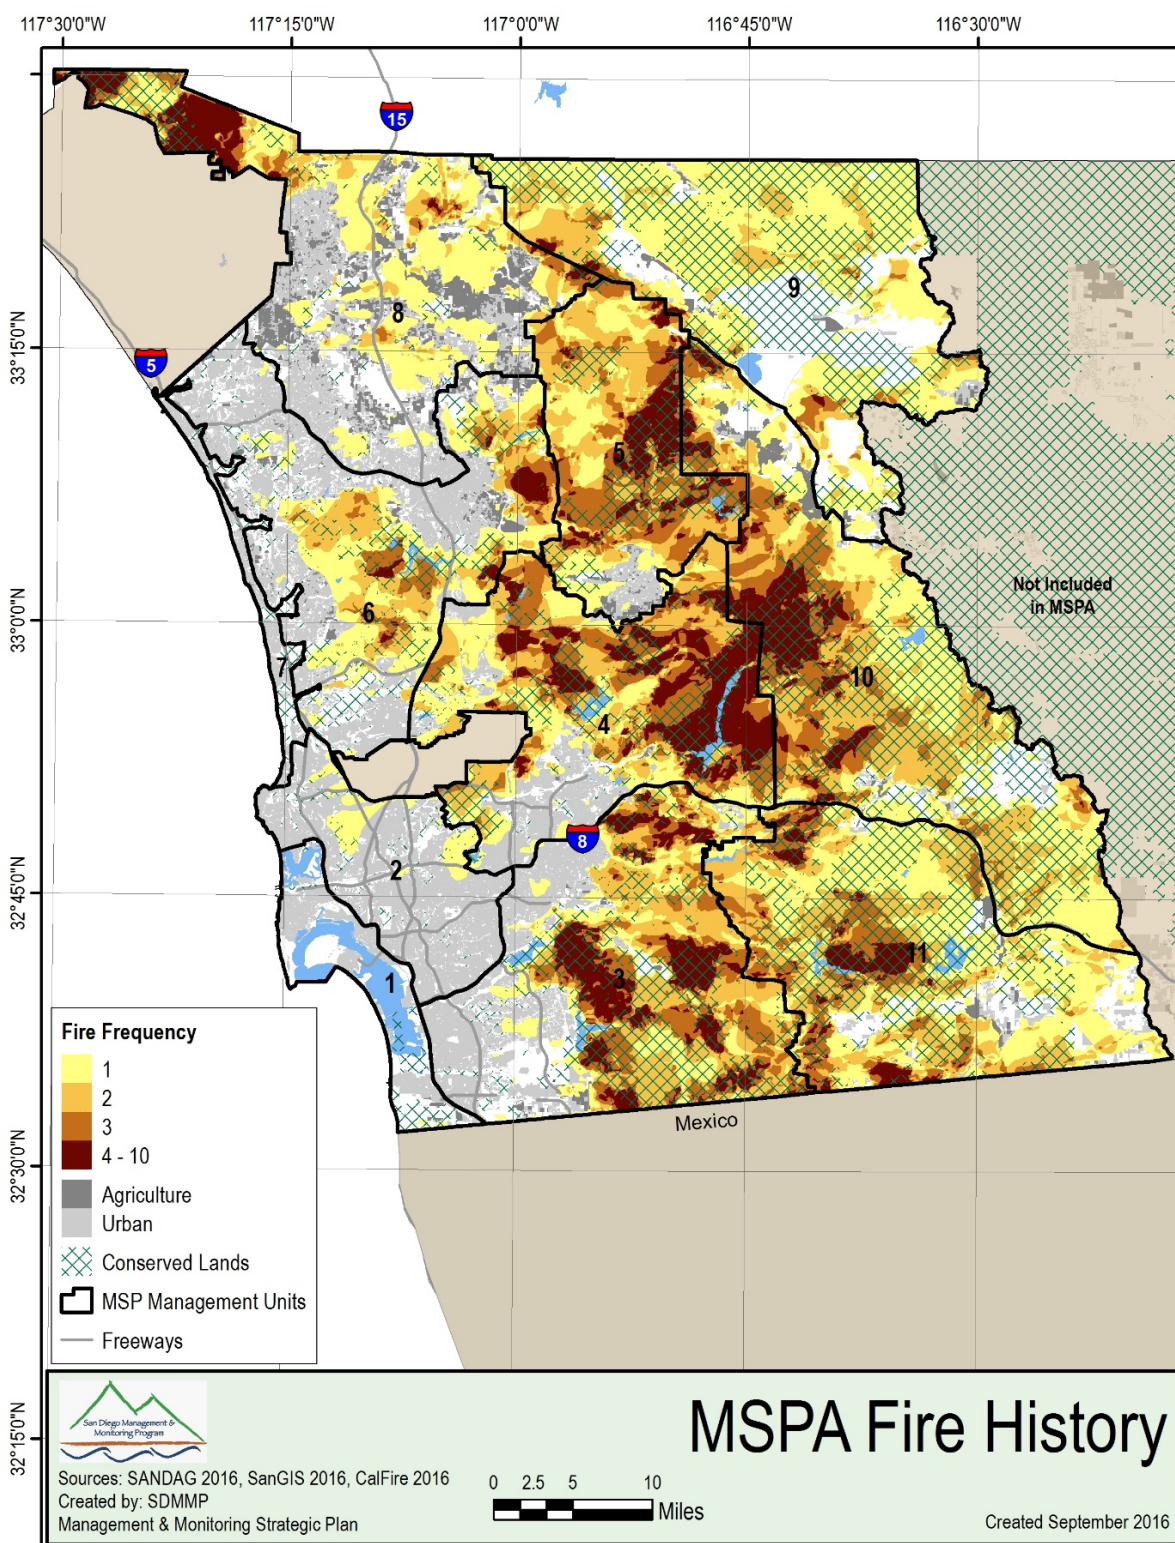 117°30'0"W 117°15'0"W 117°0'0"W 116°45'0"W 116°30'0"W
15
9
8
33°15'0"N
5
5
Not Included
in MSPA
33°0'0"N
6
7
10
4
8
2
32°45'0"N
11
3
1
Fire Frequency
1
2
3
4 - 10
Agriculture
Urban
Conserved Lands
MSP Management Units
Freeways
Mexico
32°30'0"N
32°15'0"N
San Diego Management &
Monitoring Program
MSPA Fire History
Sources: SANDAG 2016, SanGIS 2016, CalFire 2016
Created by: SDMMP
Management & Monitoring Strategic Plan
0 2.5 5 10
Miles
Created September 2016